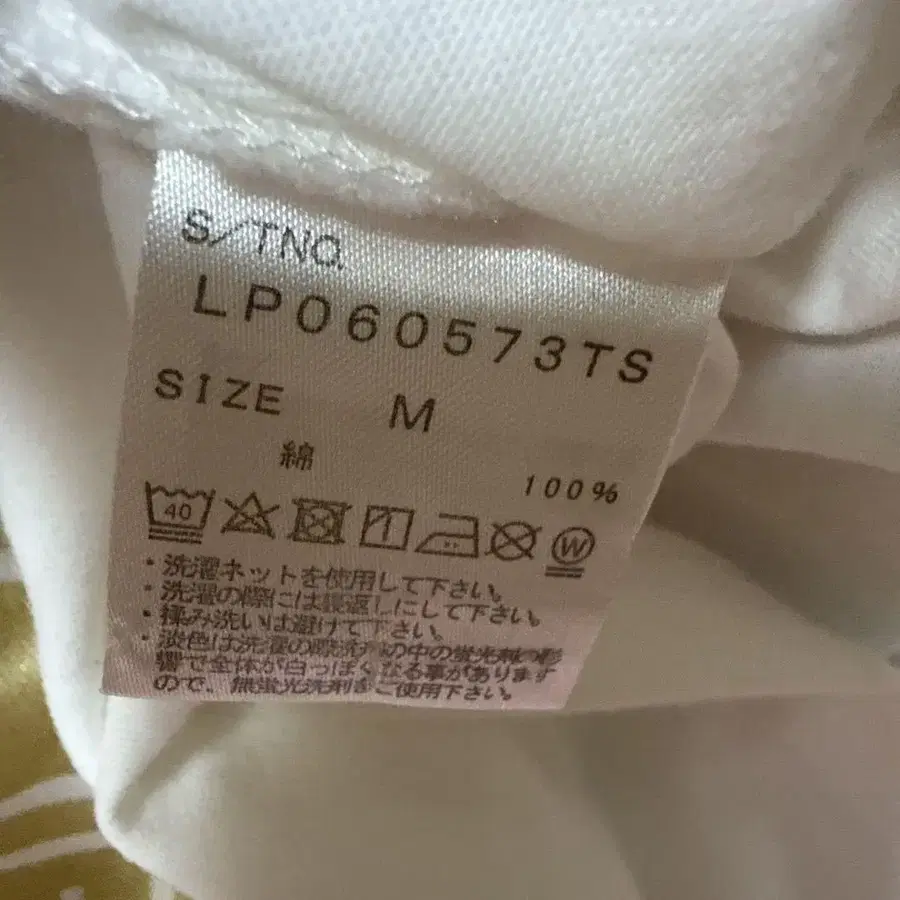 S/TNO.
LP060573TS
SIZE M
綿 100%
40 W
・洗濯ネットを使用して下さい。
・洗濯の際には裏返しにして下さい。
・揉み洗いは避けて下さい。
・淡色は洗濯の際 の中の蛍光剤の影
響で全体が白っぽくなる事があります
ので、無蛍光洗剤をご使用下さい。